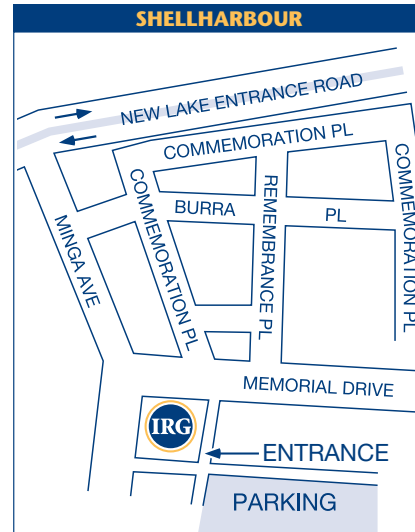 SHELLHARBOUR
NEW LAKE ENTRANCE ROAD
COMMEMORATION PL
COMMEMORATION PL
COMMEMORATION PL
REMEMBRANCE PL
BURRA PL
MINGA AVE
MEMORIAL DRIVE
IRG
ENTRANCE
PARKING